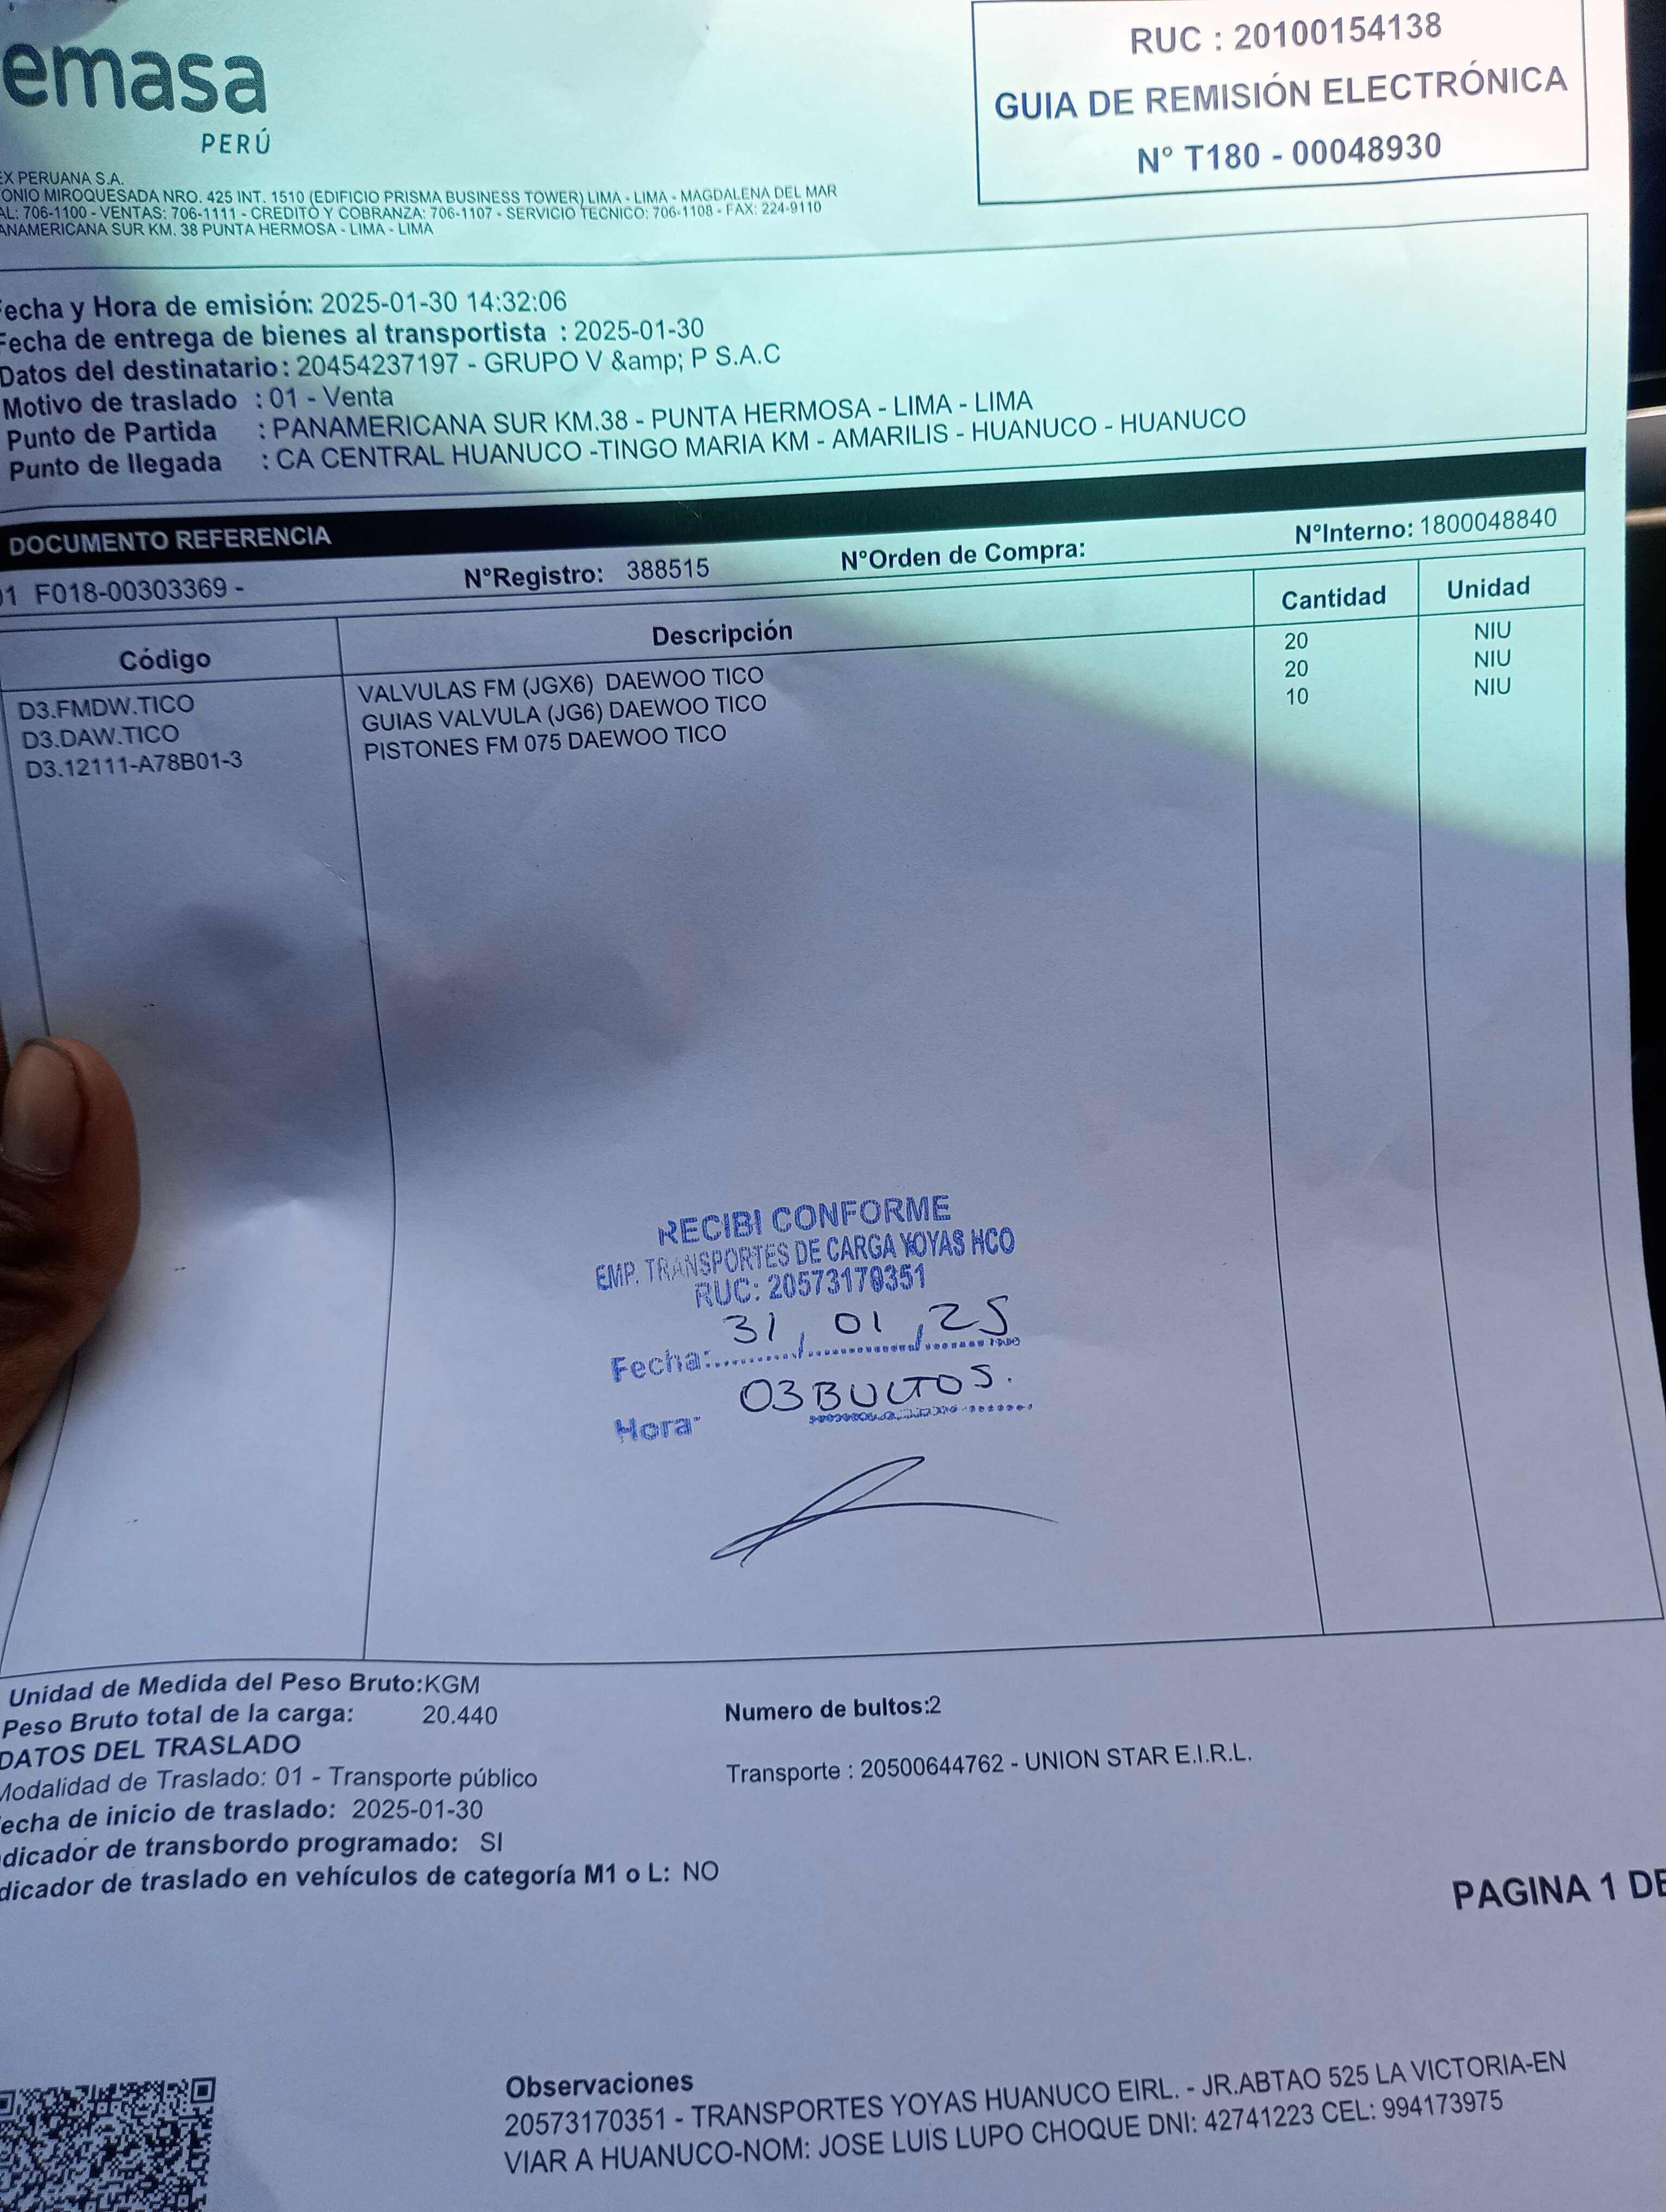 emasa
PERÚ
RUC : 20100154138
GUIA DE REMISIÓN ELECTRÓNICA
N° T180 - 00048930
EX PERUANA S.A.
ONIO MIROQUESADA NRO. 425 INT. 1510 (EDIFICIO PRISMA BUSINESS TOWER) LIMA - LIMA - MAGDALENA DEL MAR
AL: 706-1100 - VENTAS: 706-1111 - CREDITO Y COBRANZA: 706-1107 - SERVICIO TECNICO: 706-1108 - FAX: 224-9110
ANAMERICANA SUR KM. 38 PUNTA HERMOSA - LIMA - LIMA
Fecha y Hora de emisión: 2025-01-30 14:32:06
Fecha de entrega de bienes al transportista : 2025-01-30
Datos del destinatario : 20454237197 - GRUPO V &amp; P S.A.C
Motivo de traslado : 01 - Venta
Punto de Partida : PANAMERICANA SUR KM.38 - PUNTA HERMOSA - LIMA - LIMA
Punto de llegada : CA CENTRAL HUANUCO -TINGO MARIA KM - AMARILIS - HUANUCO - HUANUCO
DOCUMENTO REFERENCIA
01 F018-00303369 - N°Registro: 388515 N°Orden de Compra: N°Interno: 1800048840
Código Descripción Cantidad Unidad
D3.FMDW.TICO VALVULAS FM (JGX6) DAEWOO TICO 20 NIU
D3.DAW.TICO GUIAS VALVULA (JG6) DAEWOO TICO 20 NIU
D3.12111-A78B01-3 PISTONES FM 075 DAEWOO TICO 10 NIU
RECIBI CONFORME
EMP. TRANSPORTES DE CARGA YOYAS HCO
RUC: 20573170351
Fecha: 31 / 01 / 25
03 BULTOS.
Hora:
Unidad de Medida del Peso Bruto:KGM
Peso Bruto total de la carga: 20.440 Numero de bultos:2
DATOS DEL TRASLADO
Modalidad de Traslado: 01 - Transporte público Transporte : 20500644762 - UNION STAR E.I.R.L.
echa de inicio de traslado: 2025-01-30
dicador de transbordo programado: SI
dicador de traslado en vehículos de categoría M1 o L: NO
PAGINA 1 DE
Observaciones
20573170351 - TRANSPORTES YOYAS HUANUCO EIRL. - JR.ABTAO 525 LA VICTORIA-EN
VIAR A HUANUCO-NOM: JOSE LUIS LUPO CHOQUE DNI: 42741223 CEL: 994173975